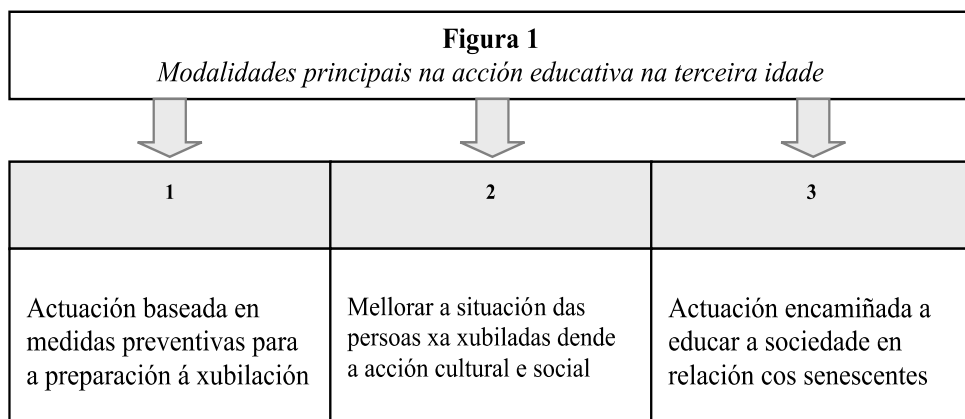 Figura 1
Modalidades principais na acción educativa na terceira idade
1
2
3
Actuación baseada en
medidas preventivas para
a preparación á xubilación
Mellorar a situación das
persoas xa xubiladas dende
a acción cultural e social
Actuación encamiñada a
educar a sociedade en
relación cos senescentes